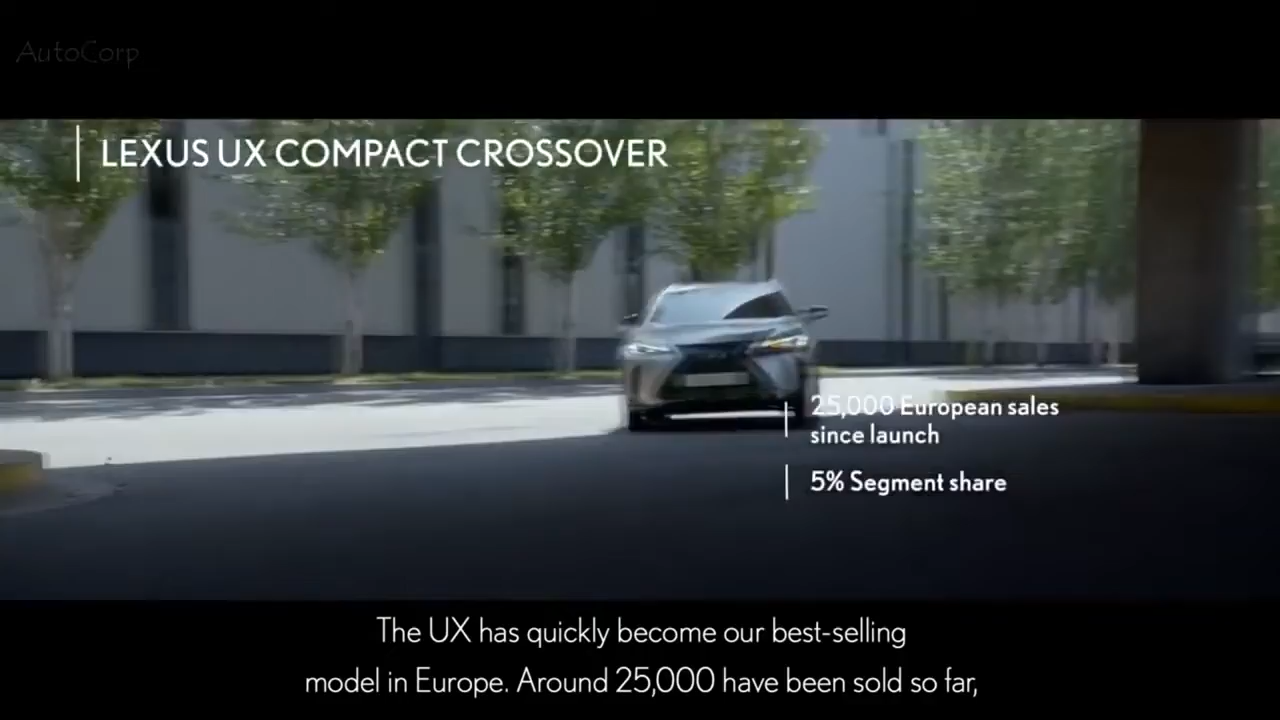 AutoCorp
LEXUS UX COMPACT CROSSOVER
25,000 European sales
since launch
5% Segment share
The UX has quickly become our best-selling
model in Europe. Around 25,000 have been sold so far,